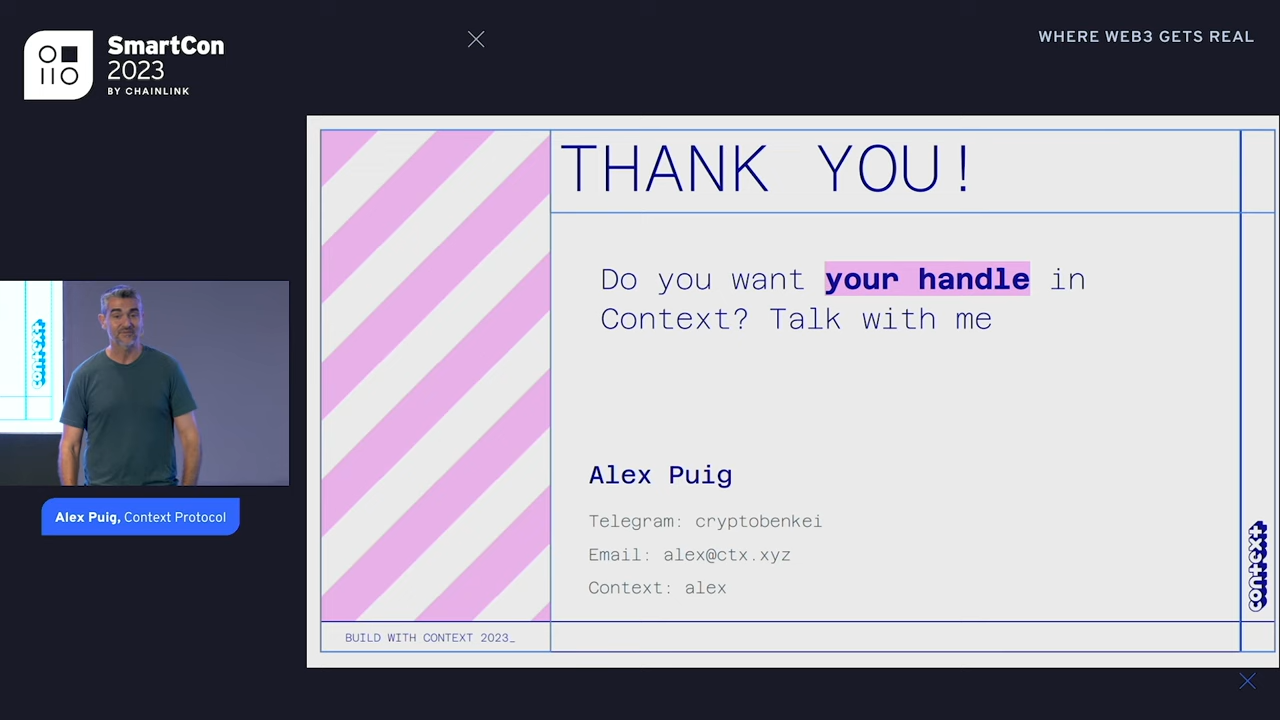 SmartCon
2023
BY CHAINLINK
WHERE WEB3 GETS REAL
THANK YOU!
Do you want your handle in
Context? Talk with me
Alex Puig
Telegram: cryptobenkei
Email: alex@ctx.xyz
Context: alex
context
BUILD WITH CONTEXT 2023_
context
Alex Puig, Context Protocol